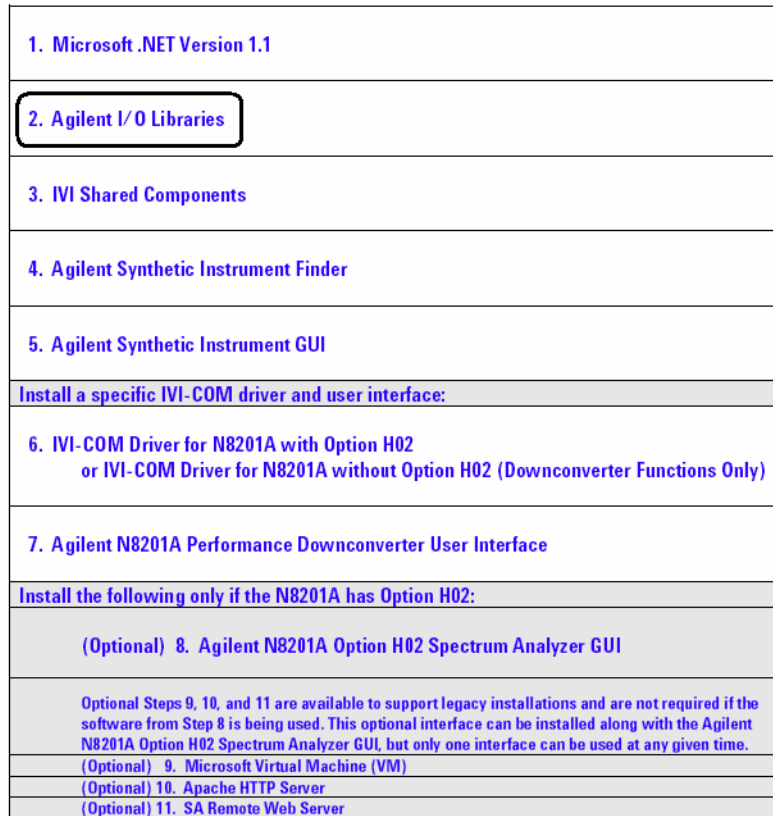 1. Microsoft .NET Version 1.1
2. Agilent I/O Libraries
3. IVI Shared Components
4. Agilent Synthetic Instrument Finder
5. Agilent Synthetic Instrument GUI
Install a specific IVI-COM driver and user interface:
6. IVI-COM Driver for N8201A with Option H02
or IVI-COM Driver for N8201A without Option H02 (Downconverter Functions Only)
7. Agilent N8201A Performance Downconverter User Interface
Install the following only if the N8201A has Option H02:
(Optional) 8. Agilent N8201A Option H02 Spectrum Analyzer GUI
Optional Steps 9, 10, and 11 are available to support legacy installations and are not required if the
software from Step 8 is being used. This optional interface can be installed along with the Agilent
N8201A Option H02 Spectrum Analyzer GUI, but only one interface can be used at any given time.
(Optional) 9. Microsoft Virtual Machine (VM)
(Optional) 10. Apache HTTP Server
(Optional) 11. SA Remote Web Server